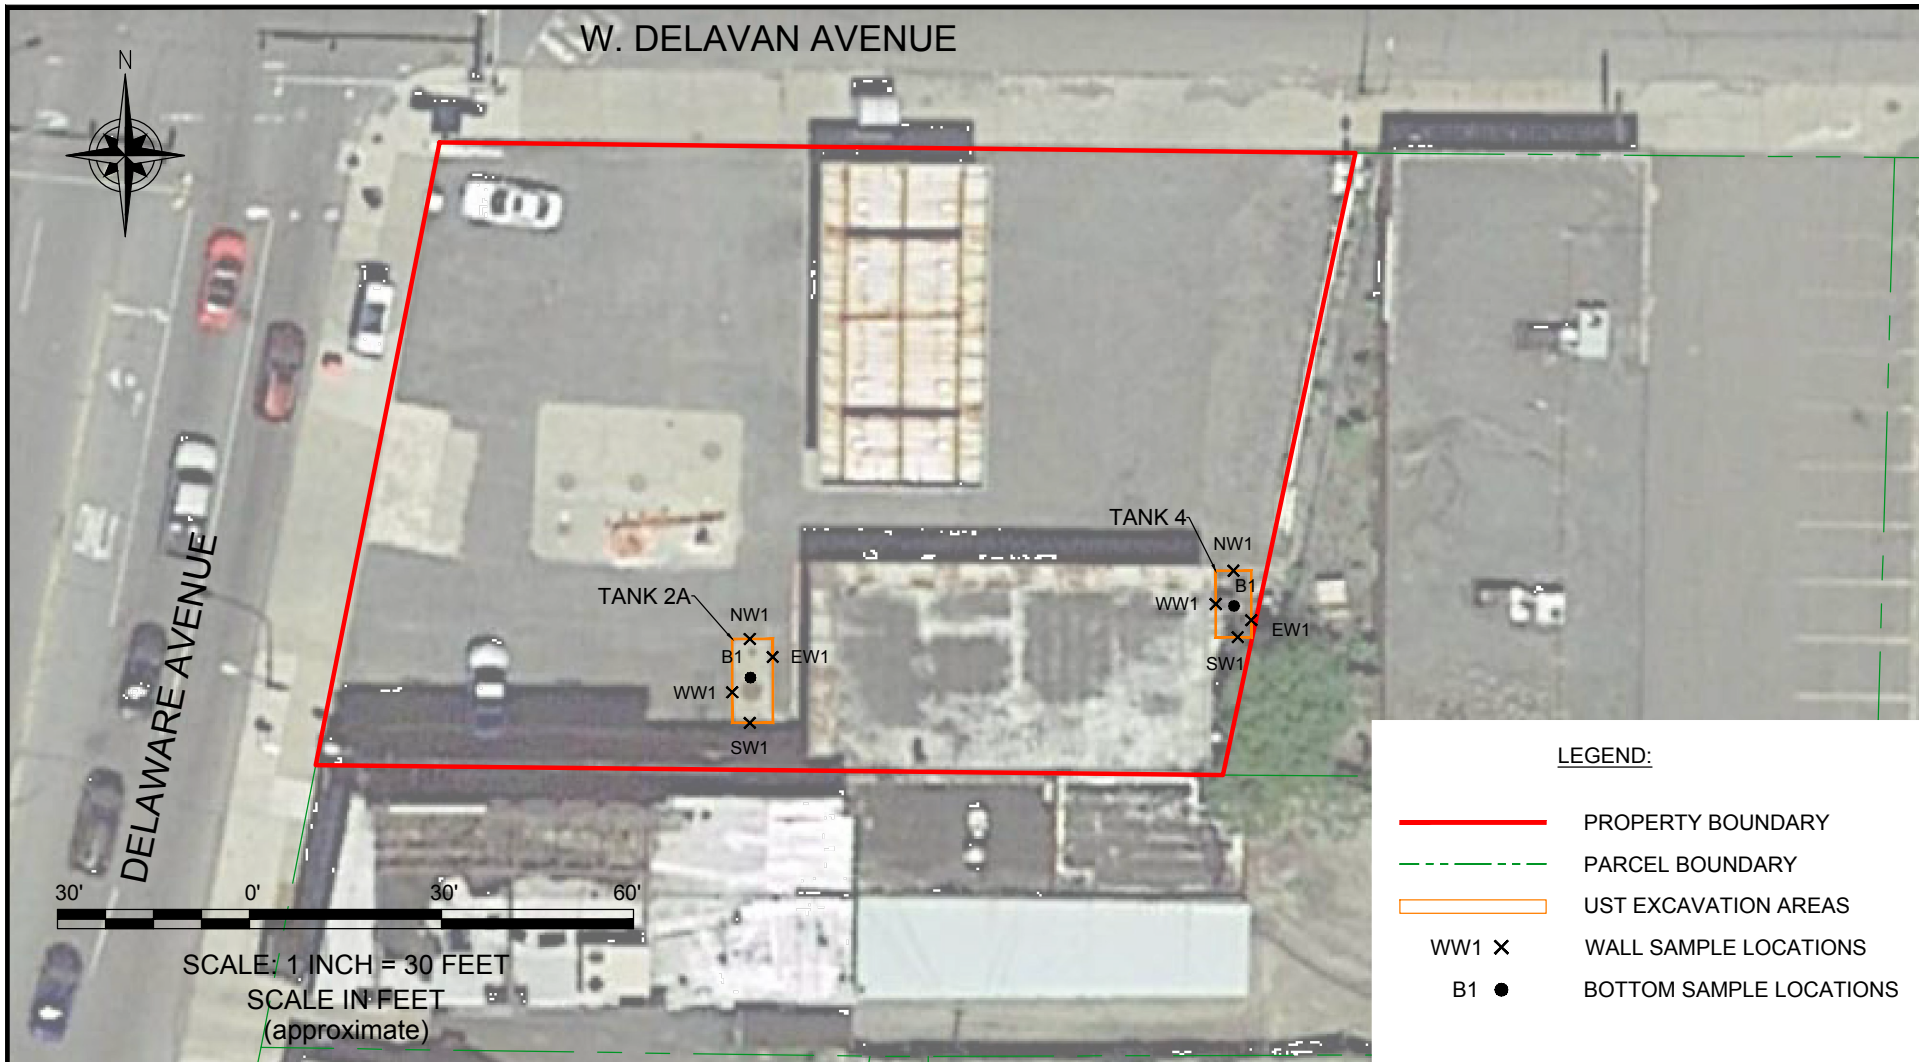 W. DELAVAN AVENUE
N
TANK 4
NW1
B1
WW1
EW1
SW1
TANK 2A
NW1
B1
EW1
WW1
SW1
DELAWARE AVENUE
30' 0' 30' 60'
SCALE: 1 INCH = 30 FEET
SCALE IN FEET
(approximate)
LEGEND:
PROPERTY BOUNDARY
PARCEL BOUNDARY
UST EXCAVATION AREAS
WW1 WALL SAMPLE LOCATIONS
B1 BOTTOM SAMPLE LOCATIONS